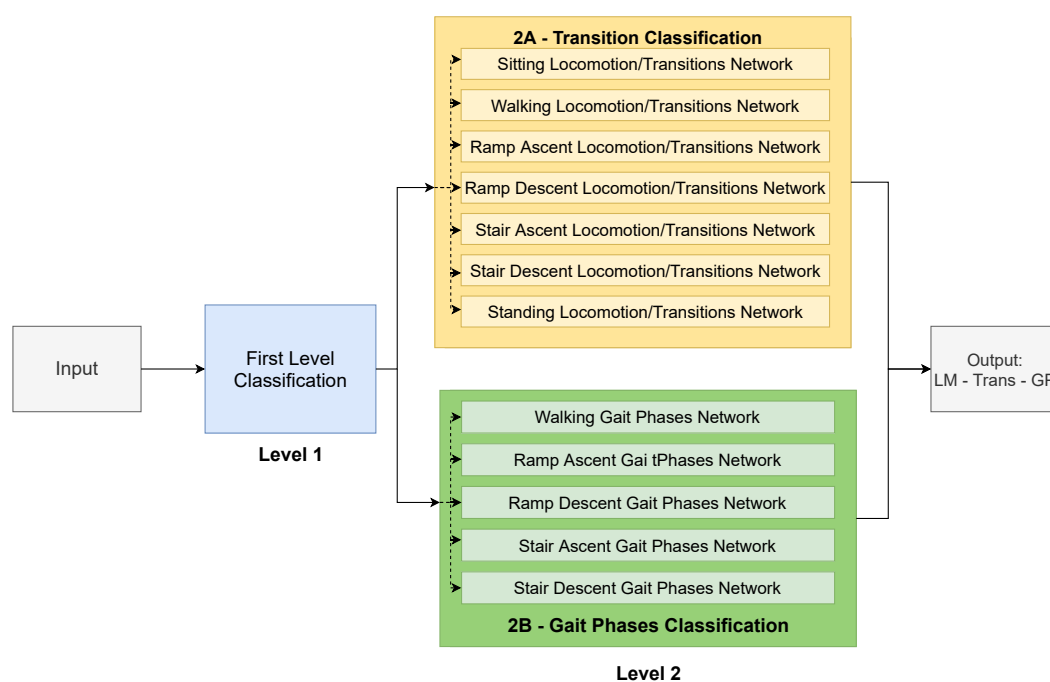 2A - Transition Classification
Sitting Locomotion/Transitions Network
Walking Locomotion/Transitions Network
Ramp Ascent Locomotion/Transitions Network
Ramp Descent Locomotion/Transitions Network
Stair Ascent Locomotion/Transitions Network
Stair Descent Locomotion/Transitions Network
Standing Locomotion/Transitions Network
Input
First Level
Classification
Level 1
Output:
LM - Trans - GP
Walking Gait Phases Network
Ramp Ascent Gai tPhases Network
Ramp Descent Gait Phases Network
Stair Ascent Gait Phases Network
Stair Descent Gait Phases Network
2B - Gait Phases Classification
Level 2